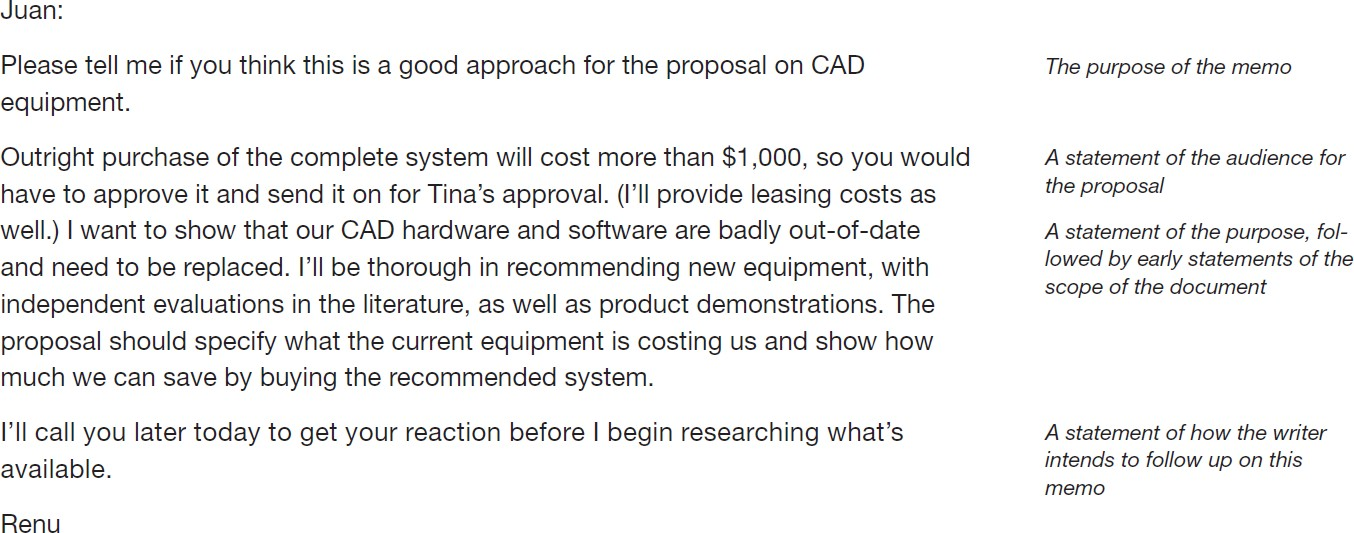 Juan:
Please tell me if you think this is a good approach for the proposal on CAD
equipment.
The purpose of the memo
Outright purchase of the complete system will cost more than $1,000, so you would
have to approve it and send it on for Tina’s approval. (I’ll provide leasing costs as
well.) I want to show that our CAD hardware and software are badly out-of-date
and need to be replaced. I’ll be thorough in recommending new equipment, with
independent evaluations in the literature, as well as product demonstrations. The
proposal should specify what the current equipment is costing us and show how
much we can save by buying the recommended system.
A statement of the audience for
the proposal
A statement of the purpose, fol-
lowed by early statements of the
scope of the document
I’ll call you later today to get your reaction before I begin researching what’s
available.
A statement of how the writer
intends to follow up on this
memo
Renu